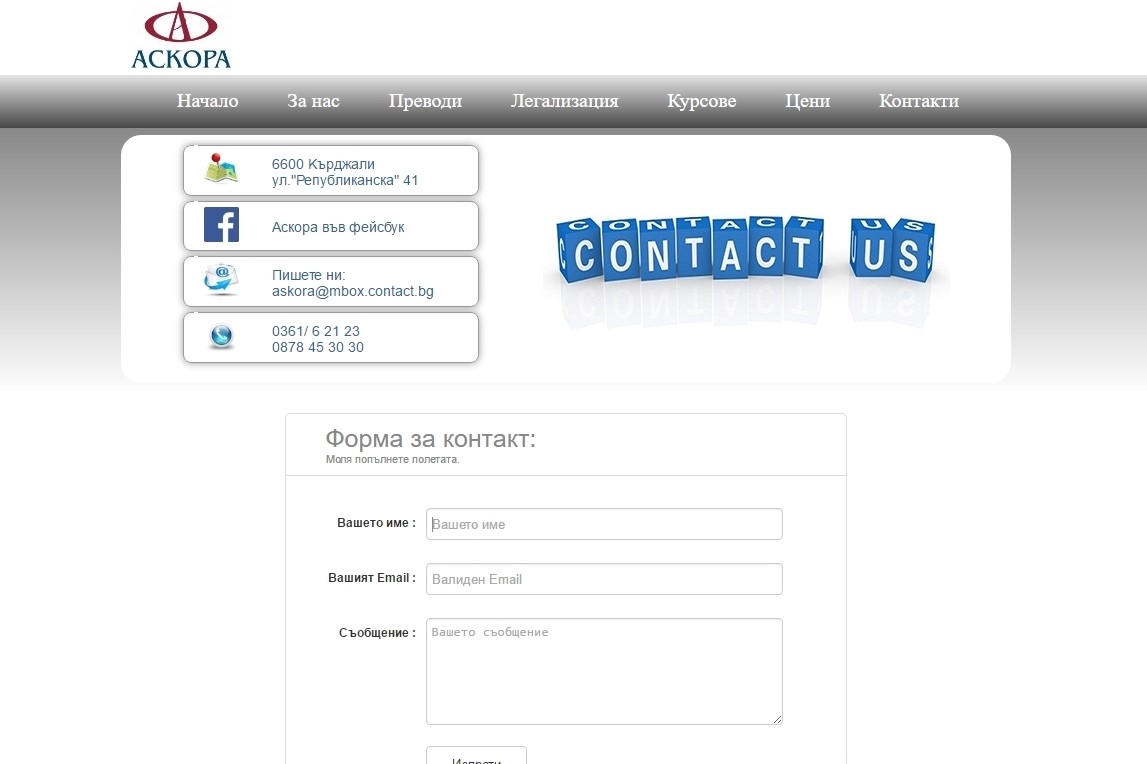 АСКОРА
Начало За нас Преводи Легализация Курсове Цени Контакти
6600 Кърджали
ул."Републиканска" 41
Аскора във фейсбук
Пишете ни:
askora@mbox.contact.bg
0361/ 6 21 23
0878 45 30 30
CONTACT US
CONTACT US
Форма за контакт:
Моля попълнете полетата.
Вашето име : Вашето име
Вашият Email : Валиден Email
Съобщение : Вашето съобщение
Изпрати